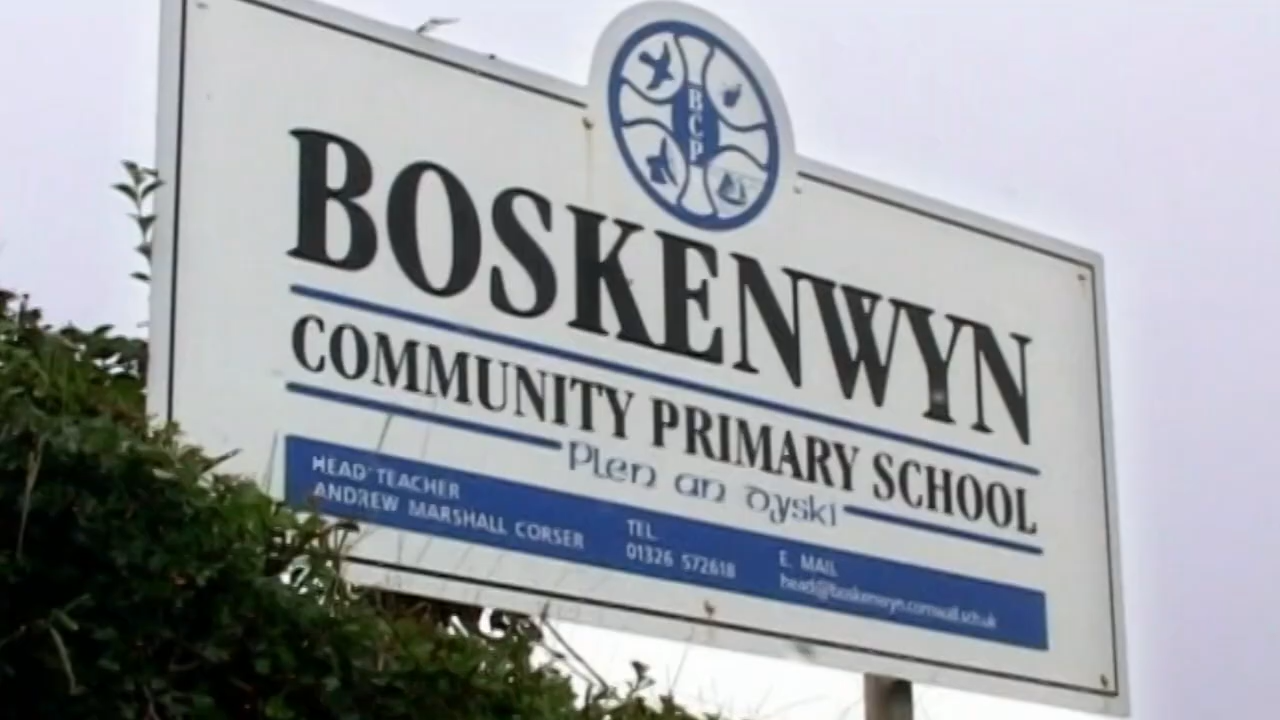 BCP
BOSKENWYN
COMMUNITY PRIMARY SCHOOL
Plen an dyski
HEAD TEACHER
ANDREW MARSHALL CORSER
TEL
01326 572618
E. MAIL
head@boskenwyn.cornwall.sch.uk